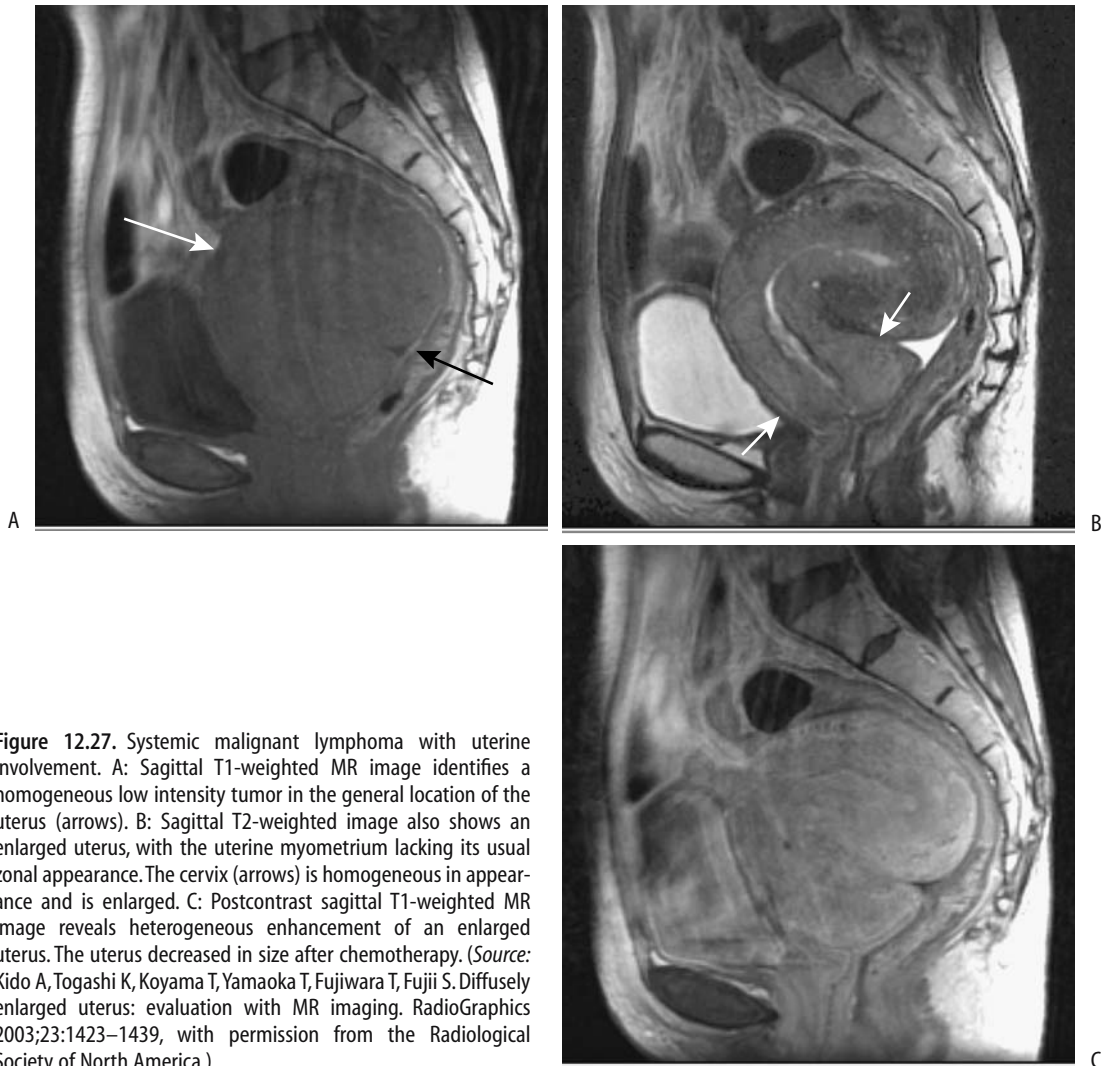 A
B
Figure 12.27. Systemic malignant lymphoma with uterine
involvement. A: Sagittal T1-weighted MR image identifies a
homogeneous low intensity tumor in the general location of the
uterus (arrows). B: Sagittal T2-weighted image also shows an
enlarged uterus, with the uterine myometrium lacking its usual
zonal appearance. The cervix (arrows) is homogeneous in appear-
ance and is enlarged. C: Postcontrast sagittal T1-weighted MR
image reveals heterogeneous enhancement of an enlarged
uterus. The uterus decreased in size after chemotherapy. (Source:
Kido A, Togashi K, Koyama T, Yamaoka T, Fujiwara T, Fujii S. Diffusely
enlarged uterus: evaluation with MR imaging. RadioGraphics
2003;23:1423–1439, with permission from the Radiological
Society of North America.)
C